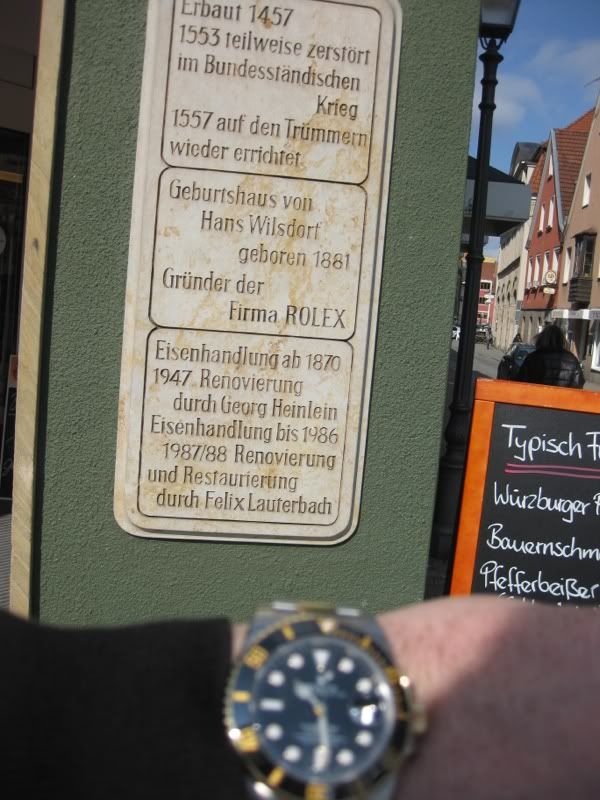 Erbaut 1457
1553 teilweise zerstört
im Bundesständischen
Krieg
1557 auf den Trümmern
wieder errichtet
Geburtshaus von
Hans Wilsdorf
geboren 1881
Gründer der
Firma ROLEX
Eisenhandlung ab 1870
1947 Renovierung
durch Georg Heinlein
Eisenhandlung bis 1986
1987/88 Renovierung
und Restaurierung
durch Felix Lauterbach
Typisch
Würzburger
Pfefferbeißer